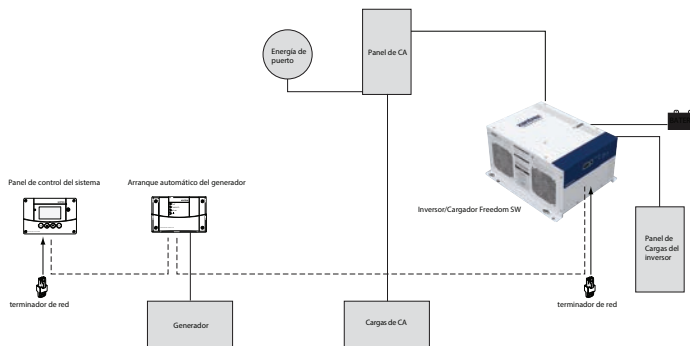 Energía de
puerto
Panel de CA
Panel de control del sistema
Arranque automático del generador
Inversor/Cargador Freedom SW
Panel de
Cargas del
inversor
terminador de red
terminador de red
Generador
Cargas de CA